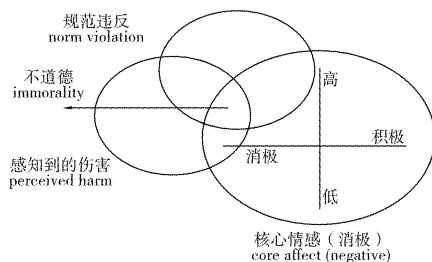 规范违反
norm violation
不道德
immorality
高
积极
消极
感知到的伤害
perceived harm
低
核心情感（消极）
core affect (negative)